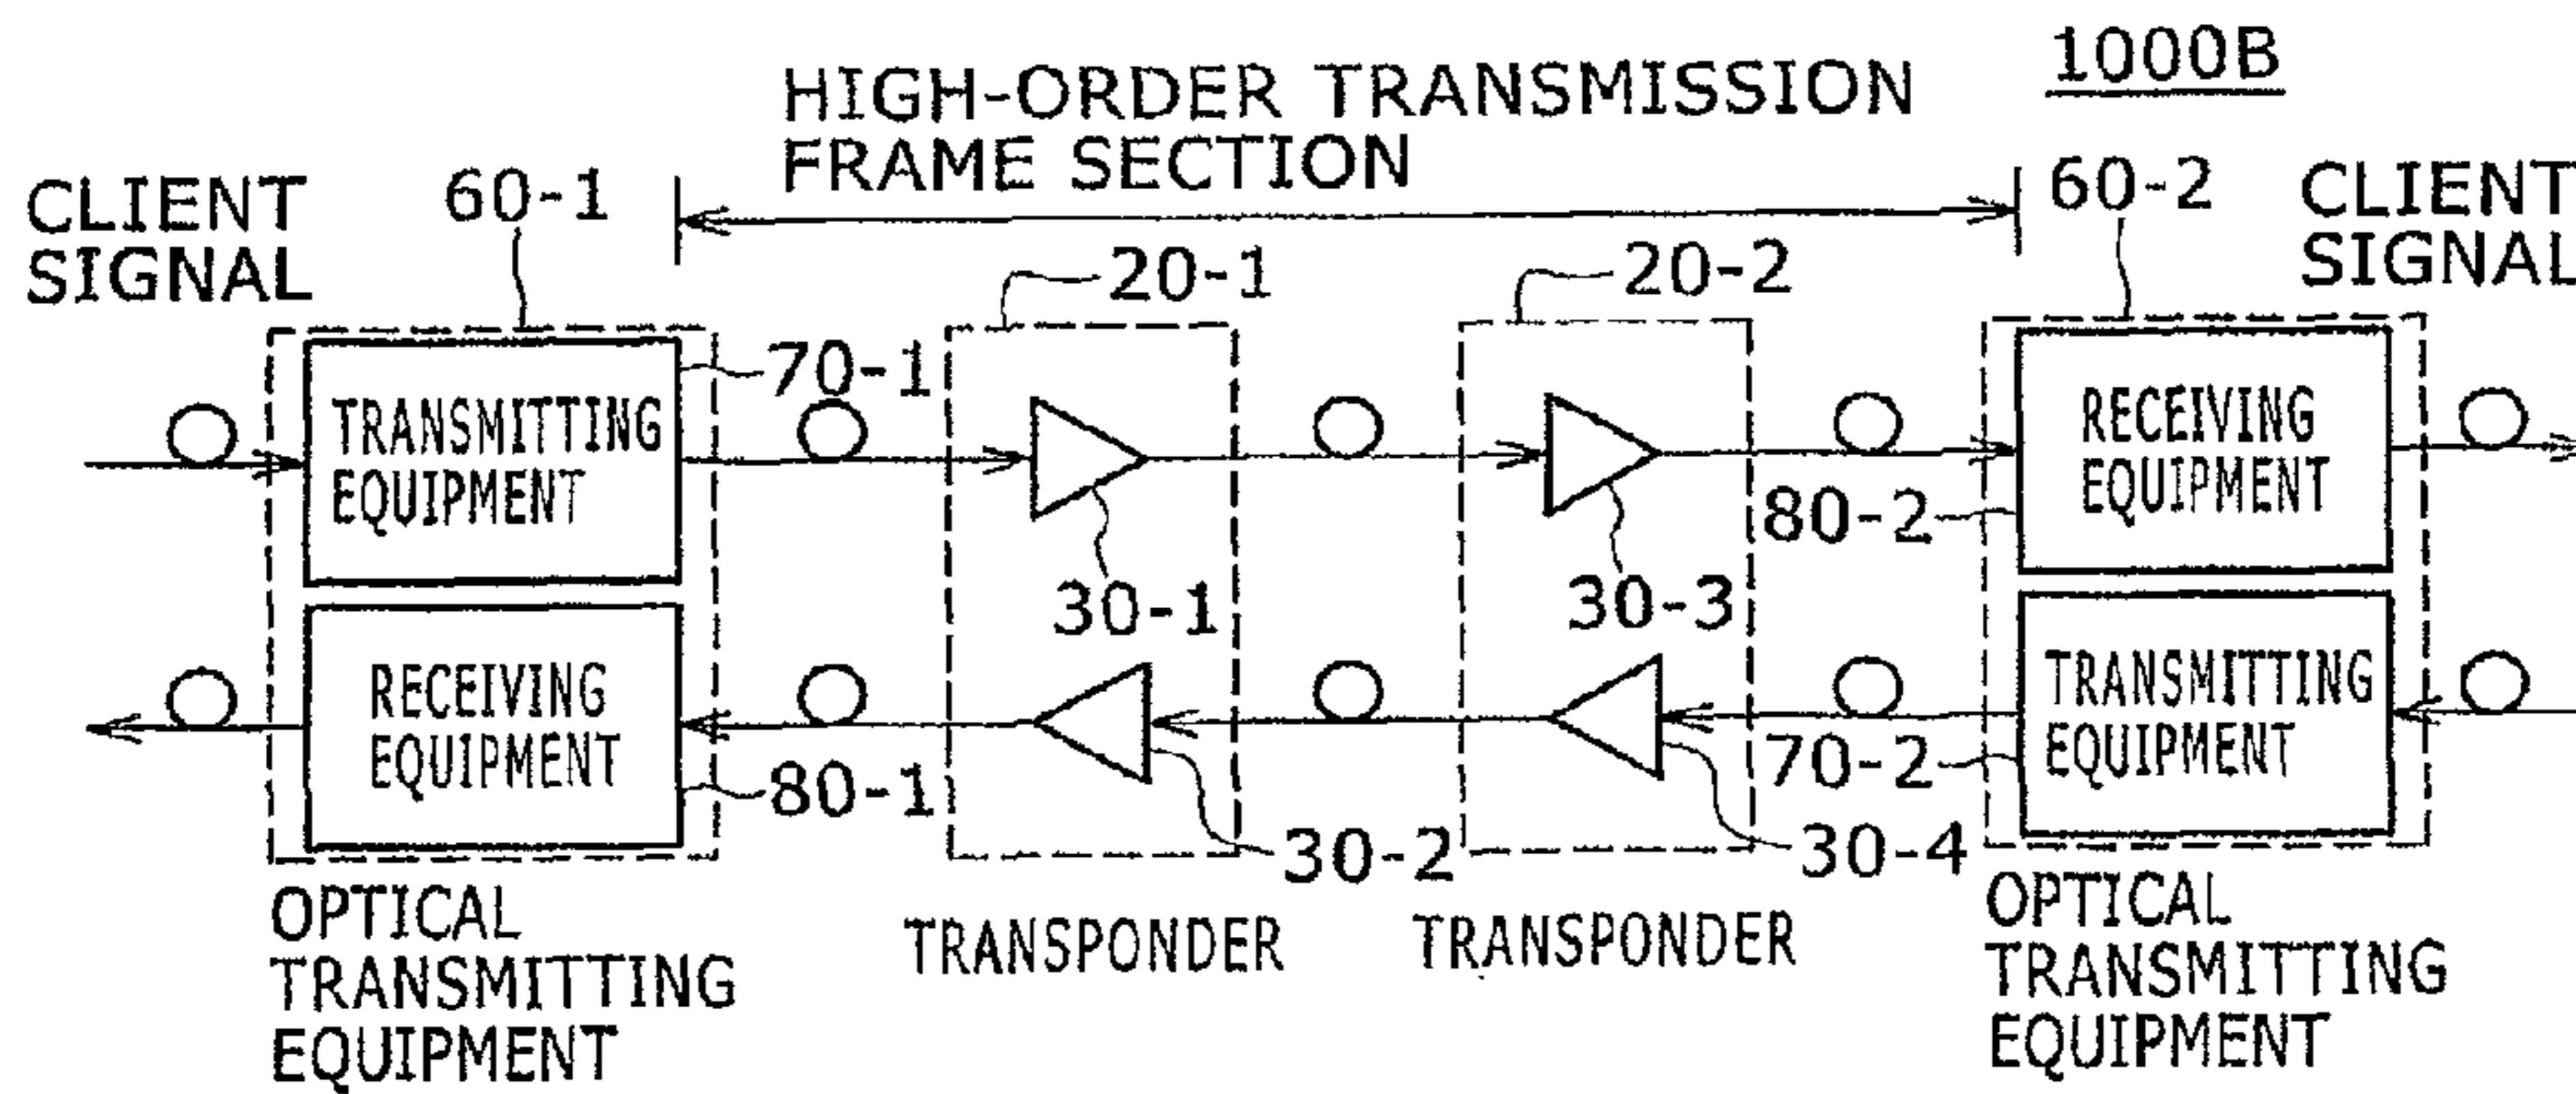 1000B
HIGH-ORDER TRANSMISSION
FRAME SECTION
CLIENT
SIGNAL
60-1
60-2
CLIENT
SIGNAL
20-1
20-2
70-1
TRANSMITTING
EQUIPMENT
RECEIVING
EQUIPMENT
80-2
30-1
30-3
RECEIVING
EQUIPMENT
80-1
TRANSMITTING
EQUIPMENT
70-2
30-2
30-4
OPTICAL
TRANSMITTING
EQUIPMENT
TRANSPONDER
TRANSPONDER
OPTICAL
TRANSMITTING
EQUIPMENT